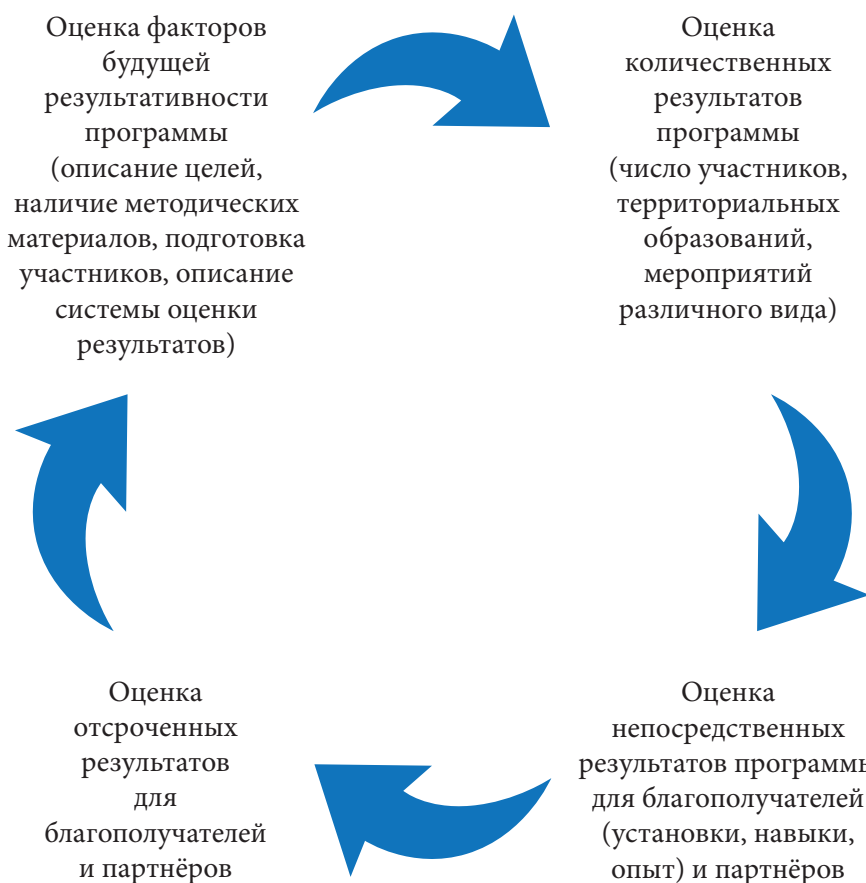 Оценка факторов
будущей
результативности
программы
(описание целей,
наличие методических
материалов, подготовка
участников, описание
системы оценки
результатов)
Оценка
количественных
результатов
программы
(число участников,
территориальных
образований,
мероприятий
различного вида)
Оценка
непосредственных
результатов программы
для благополучателей
(установки, навыки,
опыт) и партнёров
Оценка
отсроченных
результатов
для
благополучателей
и партнёров